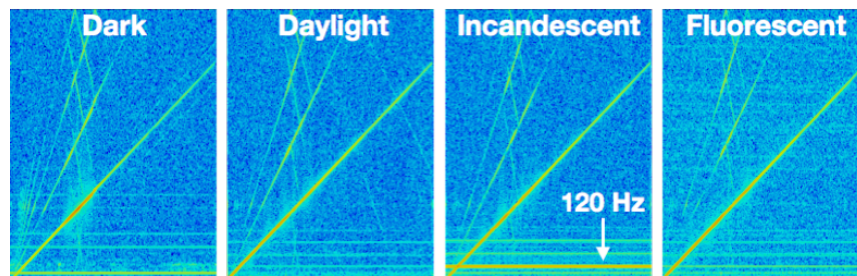 Dark
Daylight
Incandescent
Fluorescent
120 Hz